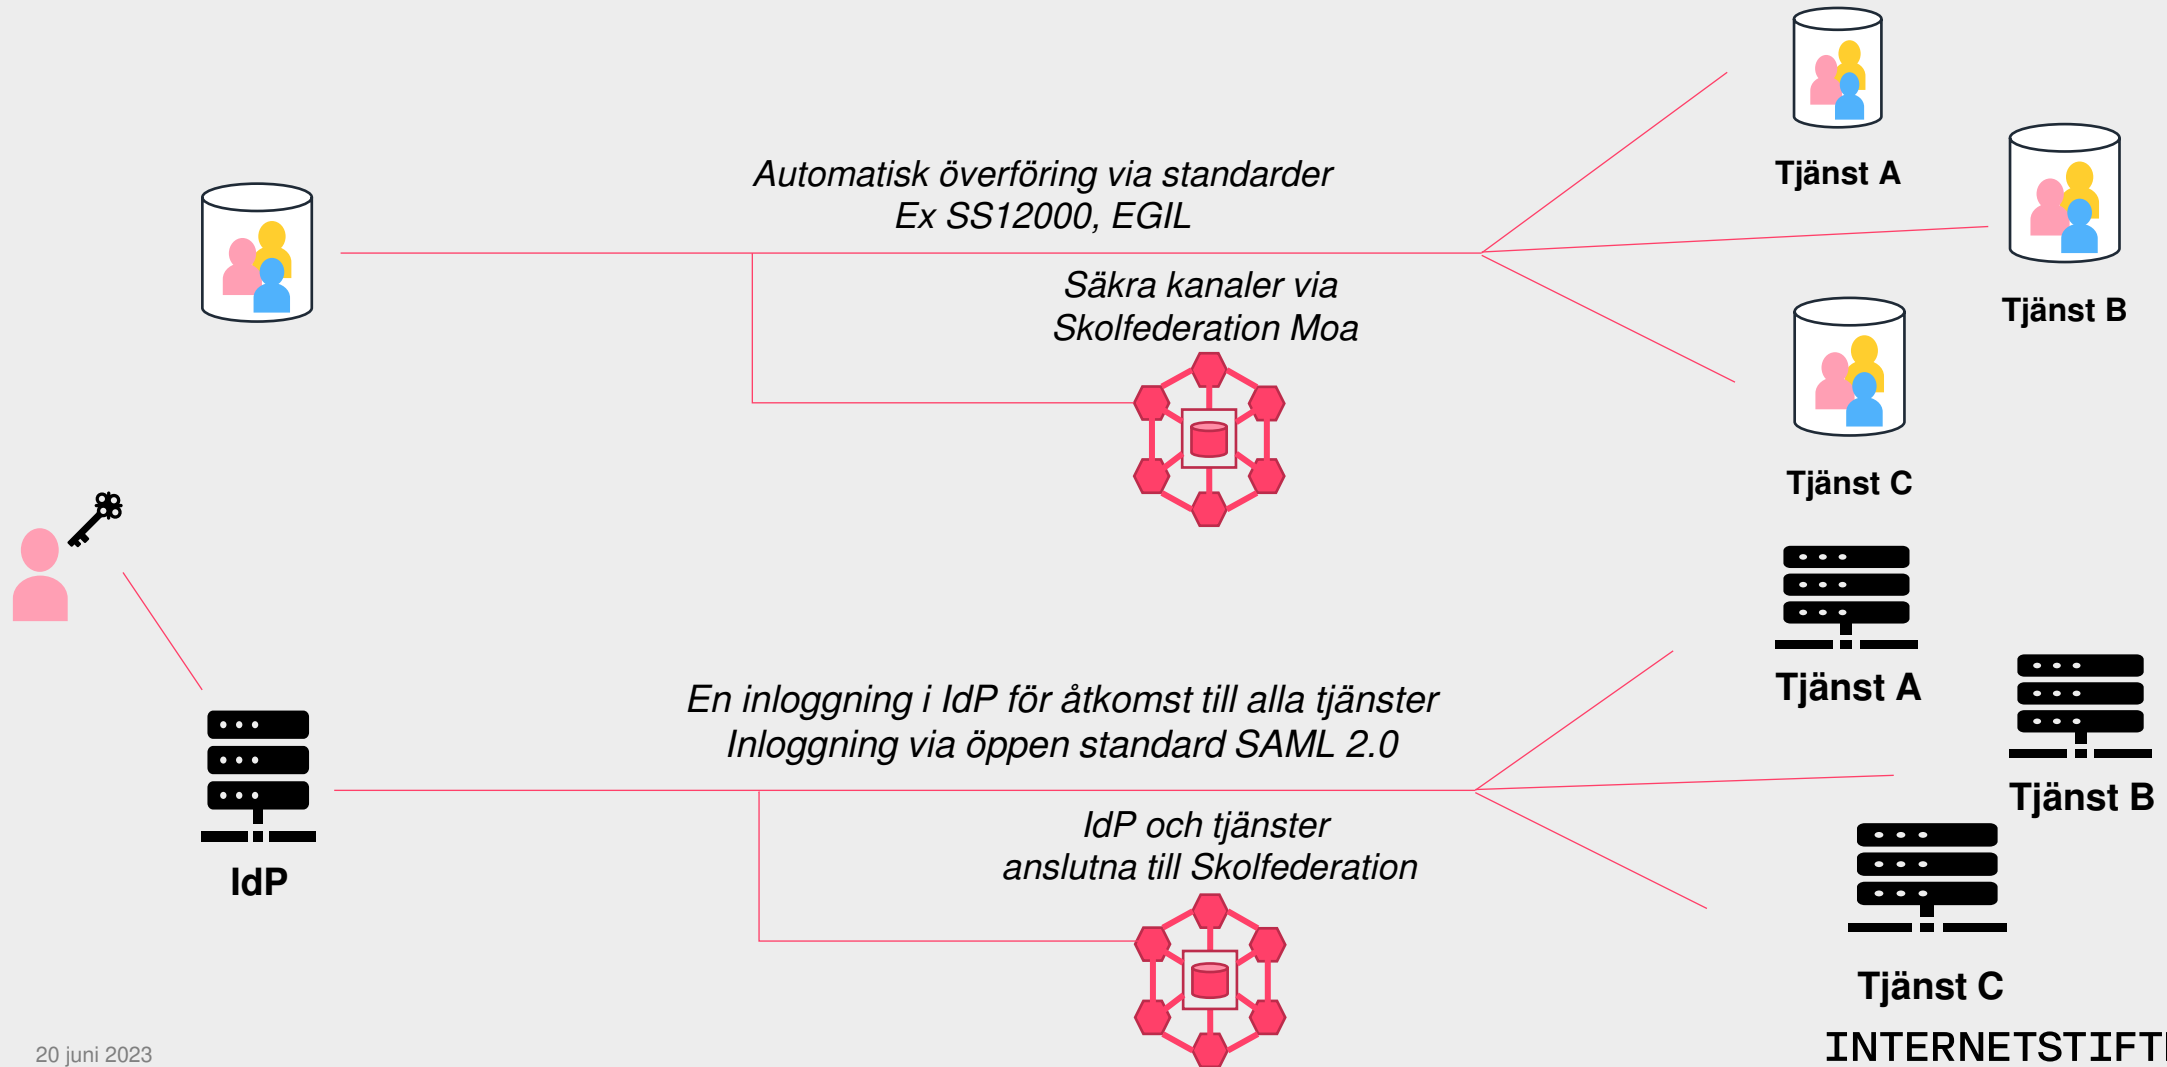 Automatisk överföring via standarder
Ex SS12000, EGIL
Säkra kanaler via
Skolfederation Moa
Tjänst A
Tjänst B
Tjänst C
En inloggning i IdP för åtkomst till alla tjänster
Inloggning via öppen standard SAML 2.0
IdP och tjänster
anslutna till Skolfederation
IdP
Tjänst A
Tjänst B
Tjänst C
20 juni 2023